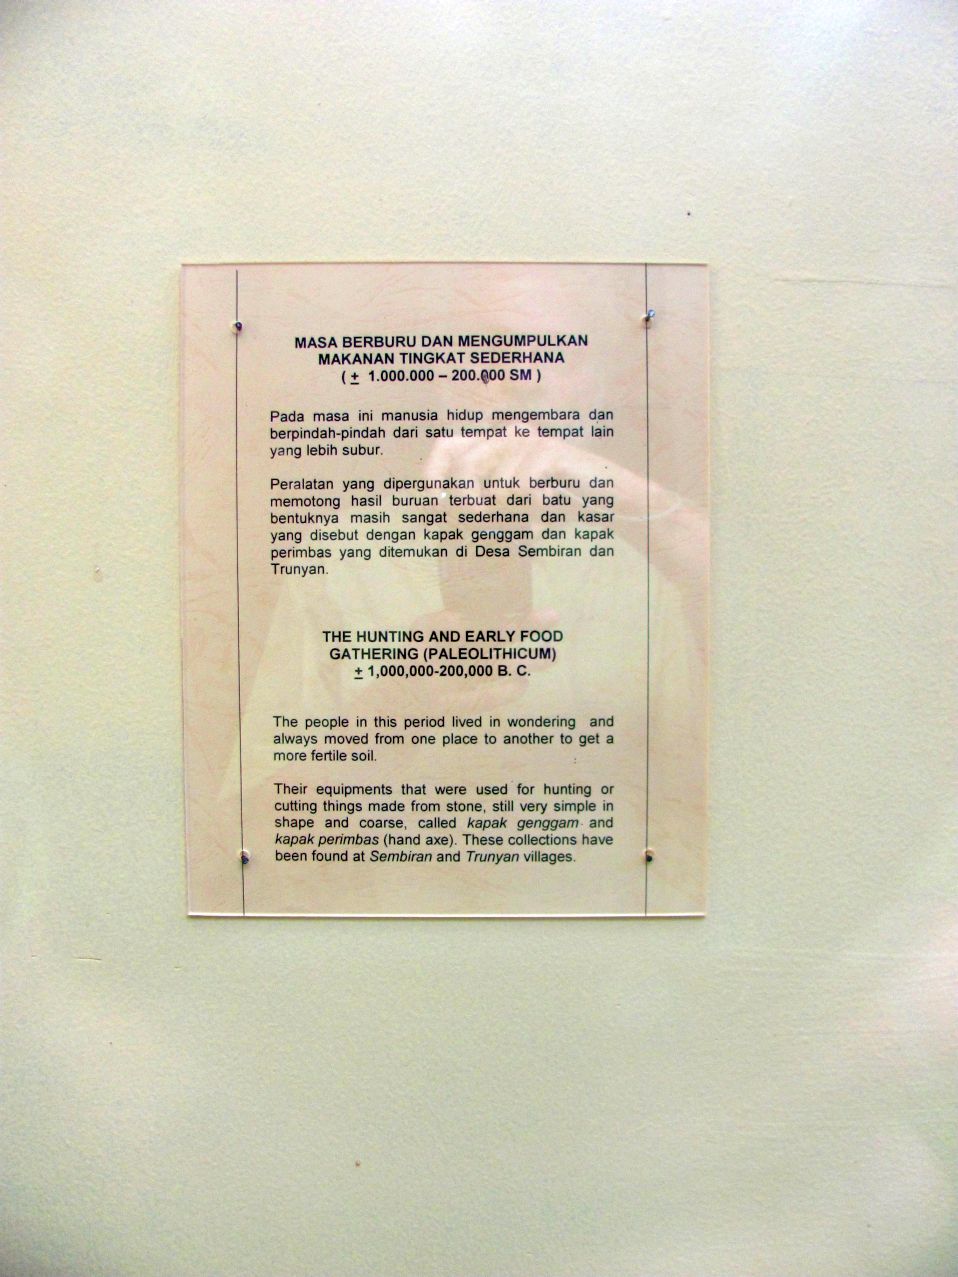 MASA BERBURU DAN MENGUMPULKAN
MAKANAN TINGKAT SEDERHANA
( ± 1.000.000 – 200.000 SM )
Pada masa ini manusia hidup mengembara dan
berpindah-pindah dari satu tempat ke tempat lain
yang lebih subur.
Peralatan yang dipergunakan untuk berburu dan
memotong hasil buruan terbuat dari batu yang
bentuknya masih sangat sederhana dan kasar
yang disebut dengan kapak genggam dan kapak
perimbas yang ditemukan di Desa Sembiran dan
Trunyan.
THE HUNTING AND EARLY FOOD
GATHERING (PALEOLITHICUM)
± 1,000,000-200,000 B. C.
The people in this period lived in wondering and
always moved from one place to another to get a
more fertile soil.
Their equipments that were used for hunting or
cutting things made from stone, still very simple in
shape and coarse, called kapak genggam and
kapak perimbas (hand axe). These collections have
been found at Sembiran and Trunyan villages.